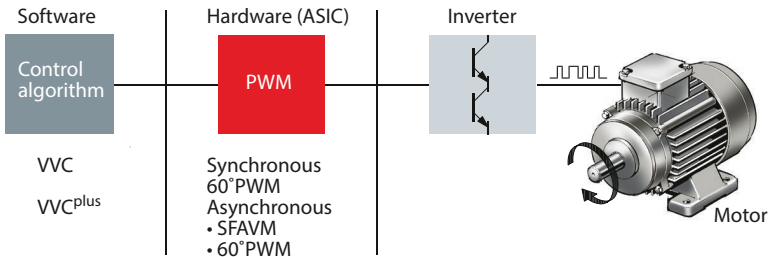 Software
Hardware (ASIC)
Inverter
Control
algorithm
PWM
VVC
VVCplus
Synchronous
60˚PWM
Asynchronous
• SFAVM
• 60˚PWM
Motor